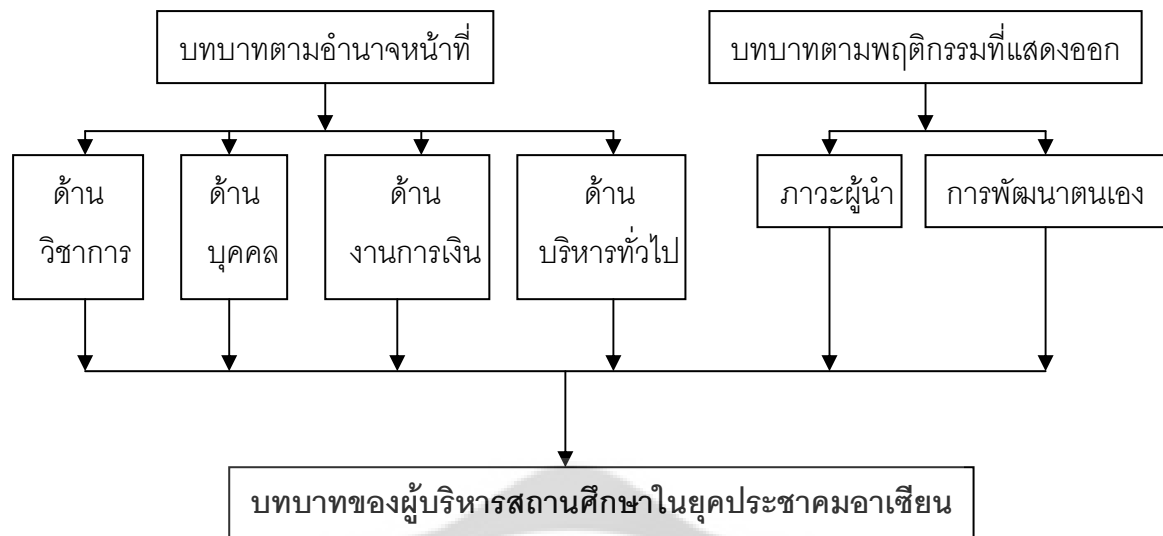 บทบาทตามอำนาจหน้าที่
บทบาทตามพฤติกรรมที่แสดงออก
ด้าน
วิชาการ
ด้าน
บุคคล
ด้าน
งานการเงิน
ด้าน
บริหารทั่วไป
ภาวะผู้นำ
การพัฒนาตนเอง
บทบาทของผู้บริหารสถานศึกษาในยุคประชาคมอาเซียน